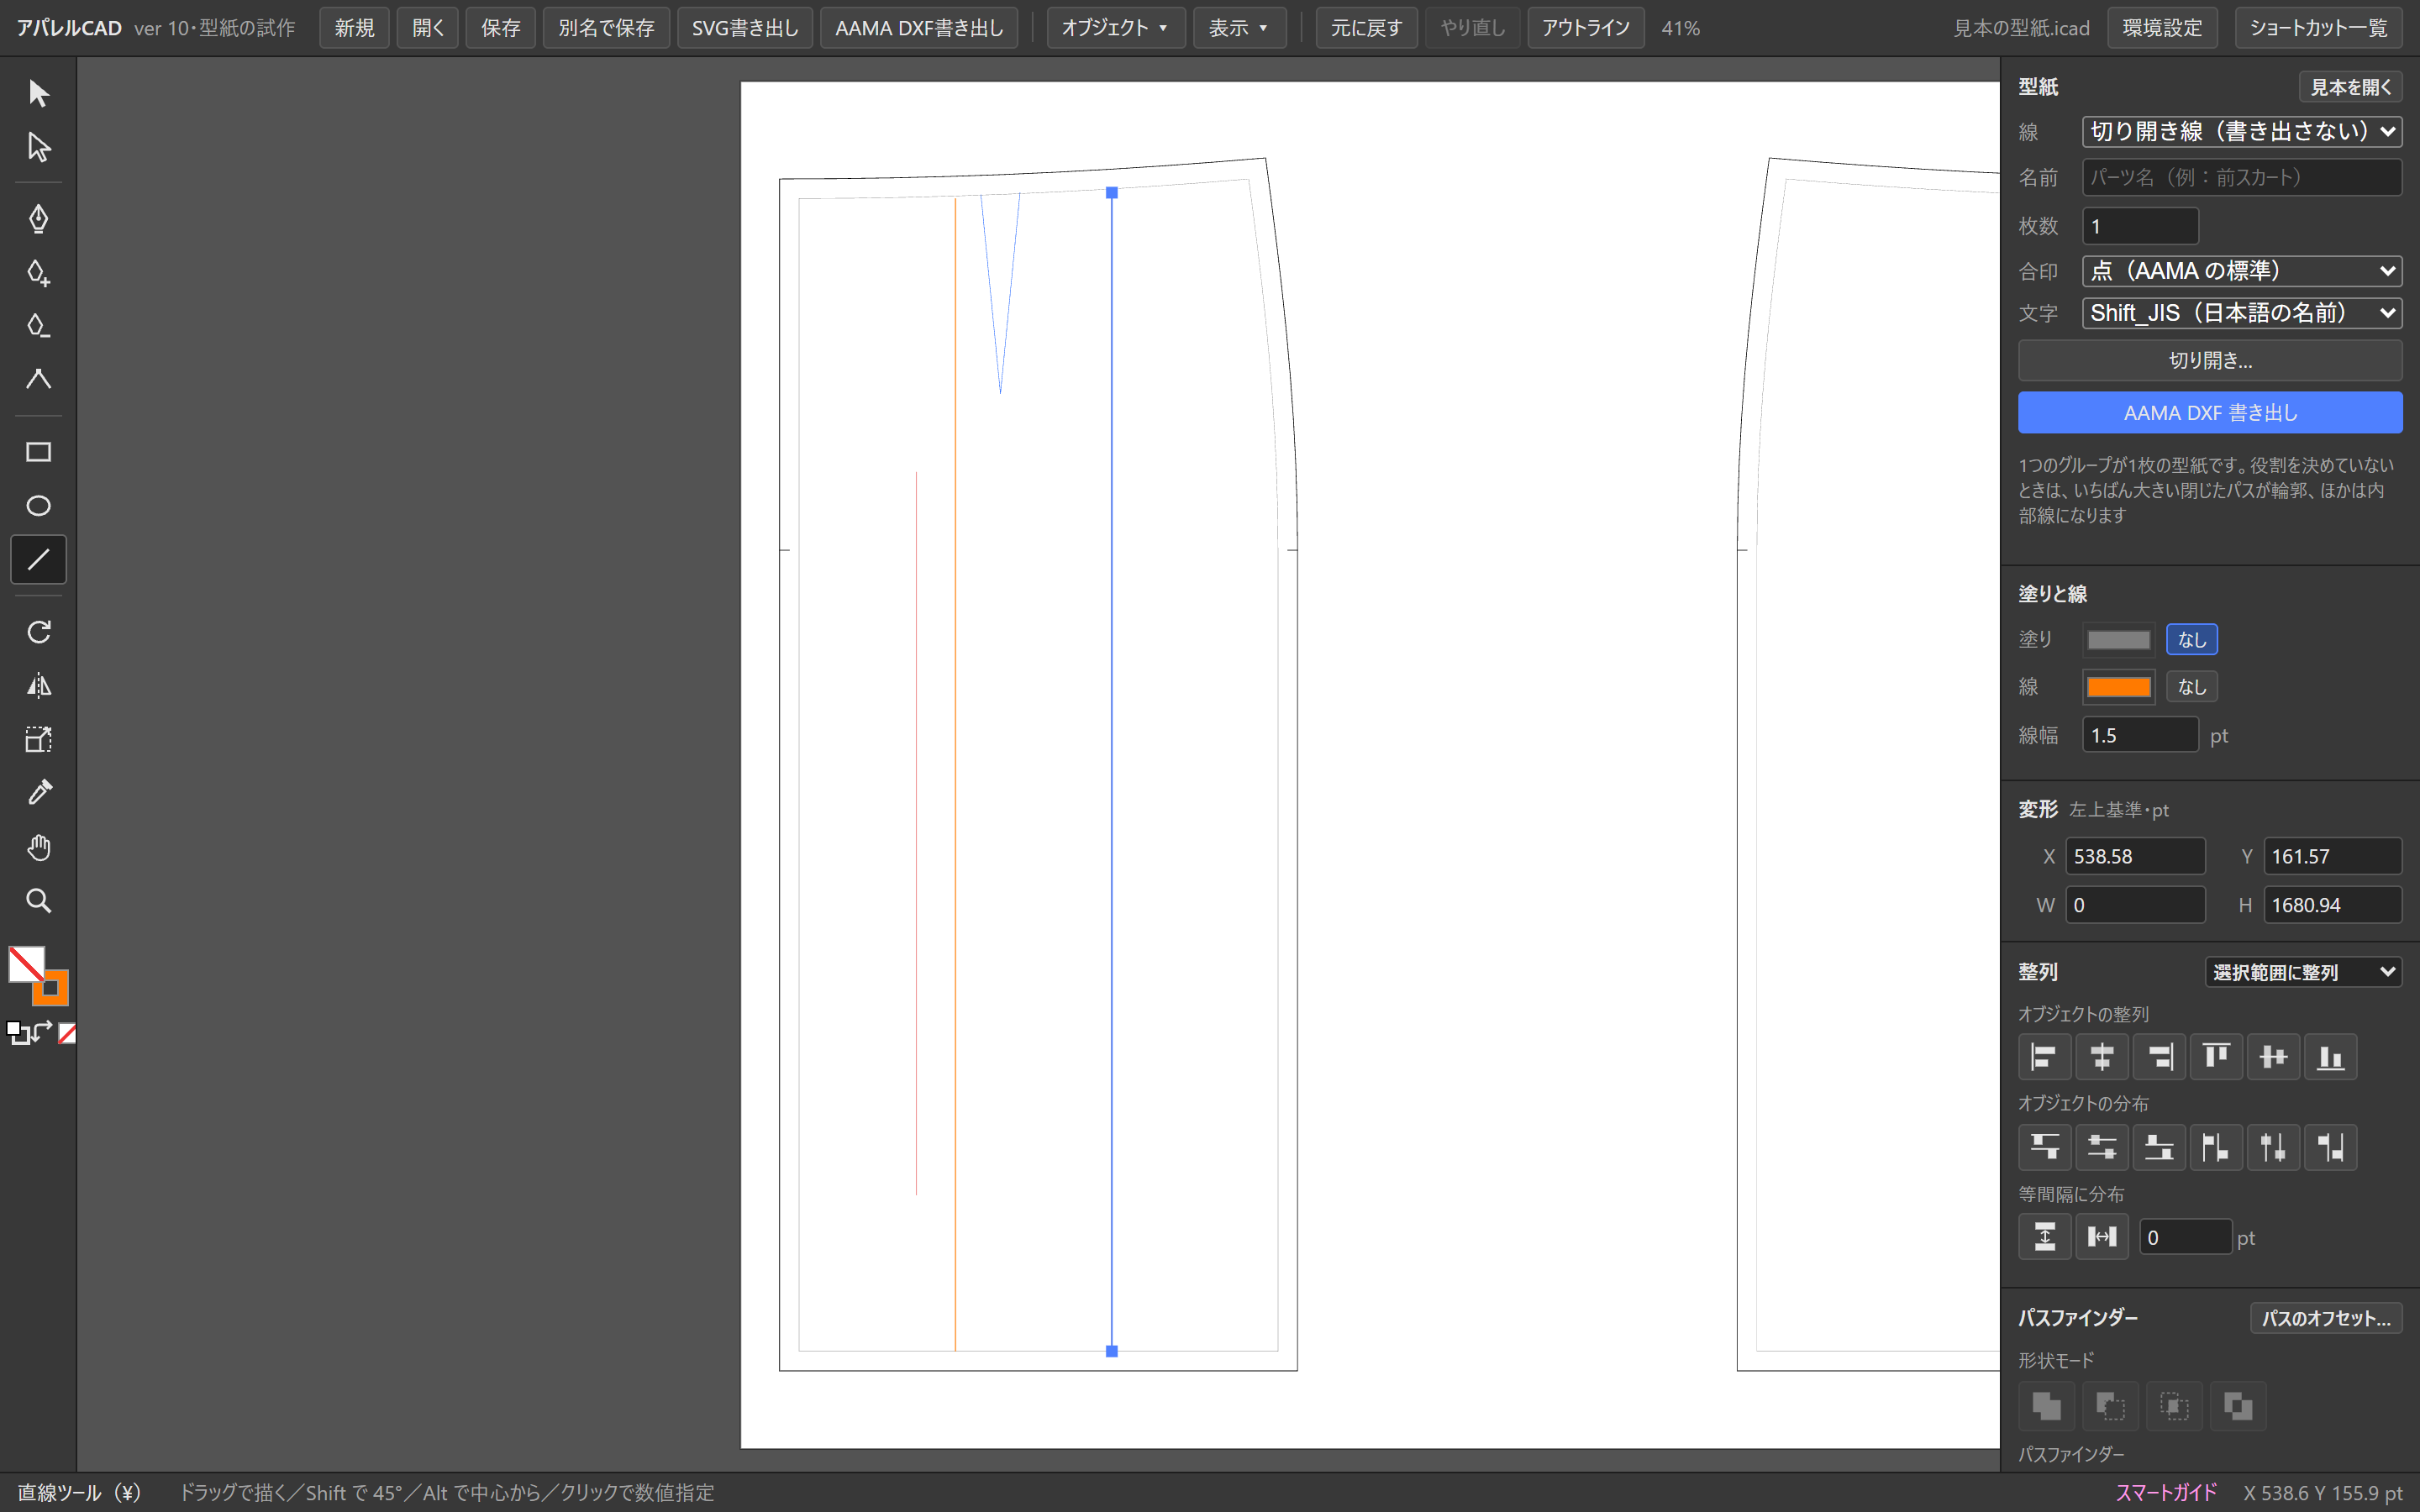 アパレルCAD ver 10・型紙の試作 新規 開く 保存 別名で保存 SVG書き出し AAMA DXF書き出し オブジェクト ▼ 表示 ▼ 元に戻す やり直し アウトライン 41% 見本の型紙.icad 環境設定 ショートカット一覧
型紙 見本を開く
線 切り開き線（書き出さない）
名前 パーツ名（例：前スカート）
枚数 1
合印 点（AAMA の標準）
文字 Shift_JIS（日本語の名前）
切り開き...
AAMA DXF 書き出し
1つのグループが1枚の型紙です。役割を決めていない
ときは、いちばん大きい閉じたパスが輪郭、ほかは内
部線になります
塗りと線
塗り なし
線 なし
線幅 1.5 pt
変形 左上基準・pt
X 538.58 Y 161.57
W 0 H 1680.94
整列 選択範囲に整列
オブジェクトの整列
オブジェクトの分布
等間隔に分布
0 pt
パスファインダー パスのオフセット...
形状モード
パスファインダー
直線ツール（¥） ドラッグで描く／Shift で 45°／Alt で中心から／クリックで数値指定 スマートガイド X 538.6 Y 155.9 pt